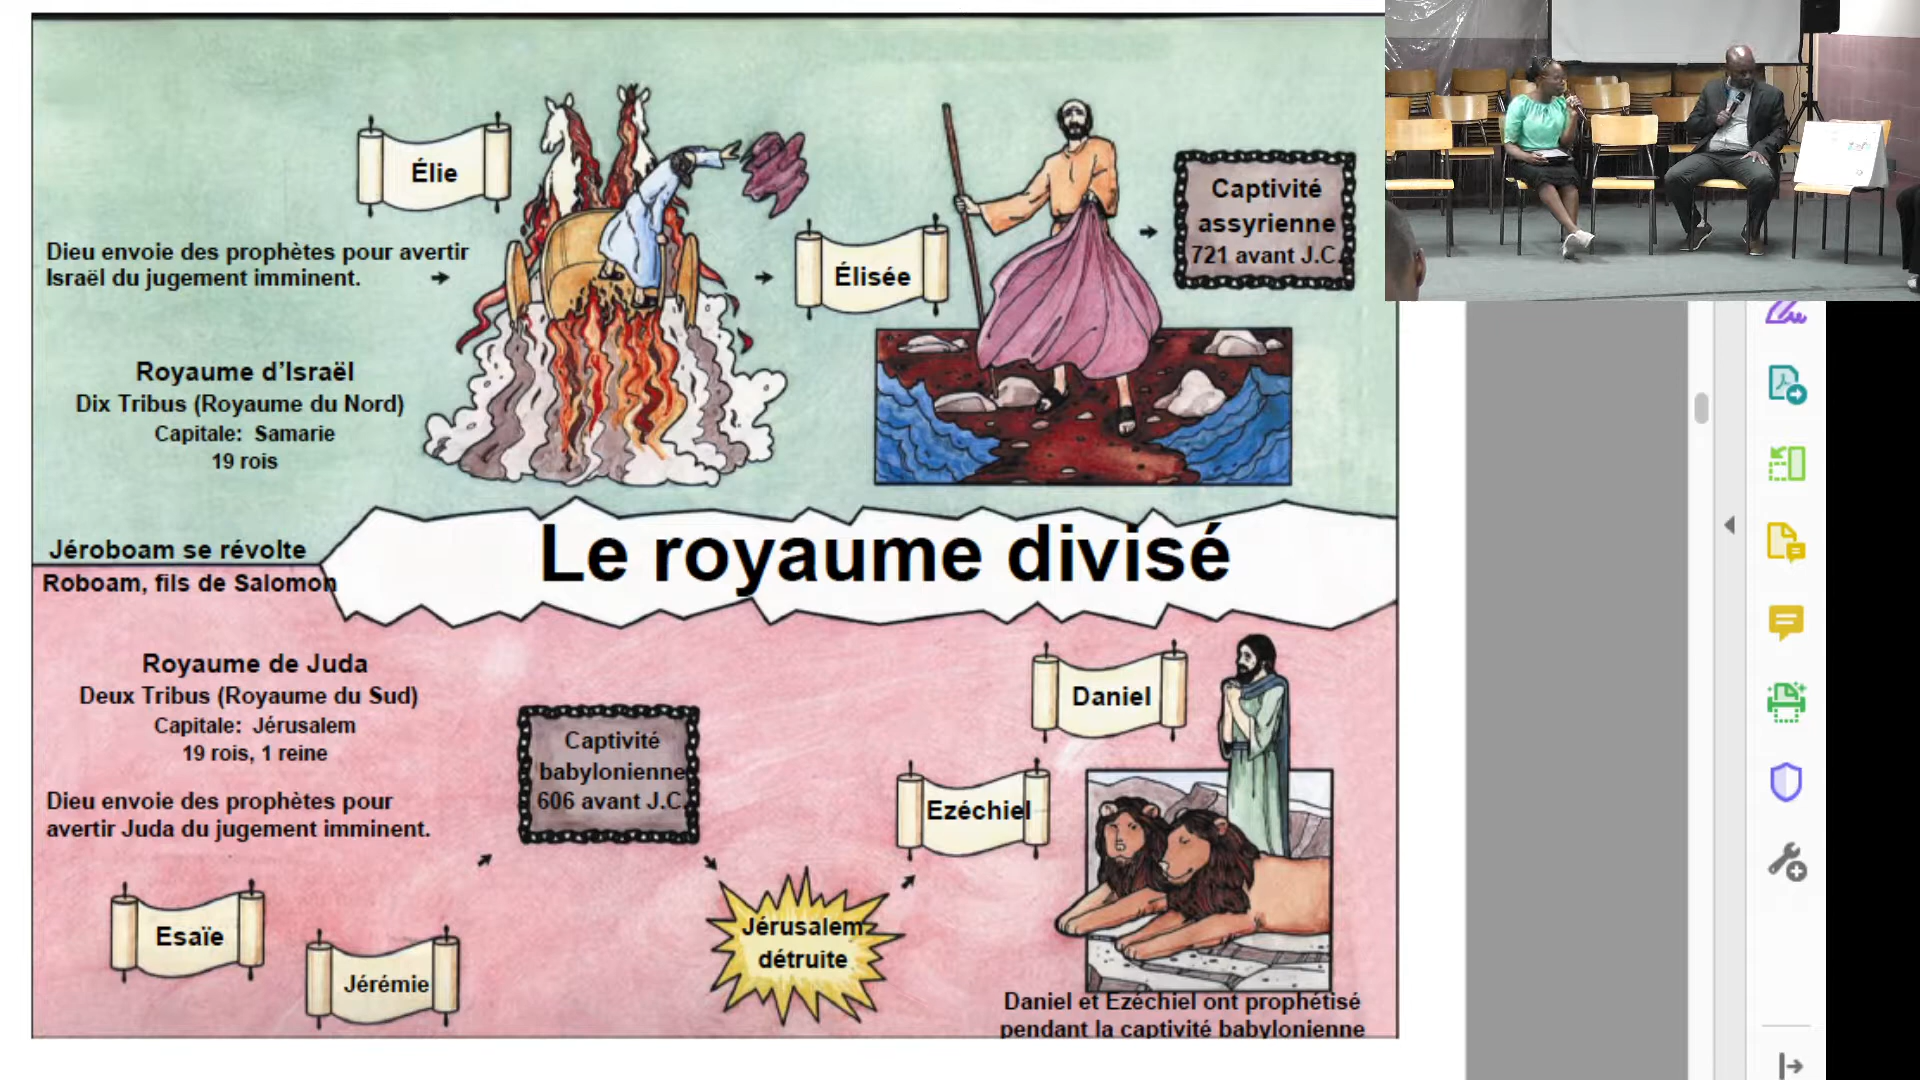 Élie
Dieu envoie des prophètes pour avertir
Israël du jugement imminent.
Élisée
Captivité
assyrienne
721 avant J.C.
Royaume d’Israël
Dix Tribus (Royaume du Nord)
Capitale: Samarie
19 rois
Jéroboam se révolte
Le royaume divisé
Roboam, fils de Salomon
Royaume de Juda
Deux Tribus (Royaume du Sud)
Capitale: Jérusalem
19 rois, 1 reine
Dieu envoie des prophètes pour
avertir Juda du jugement imminent.
Esaïe
Jérémie
Captivité
babylonienne
606 avant J.C.
Jérusalem
détruite
Ezéchiel
Daniel
Daniel et Ezéchiel ont prophétisé
pendant la captivité babylonienne